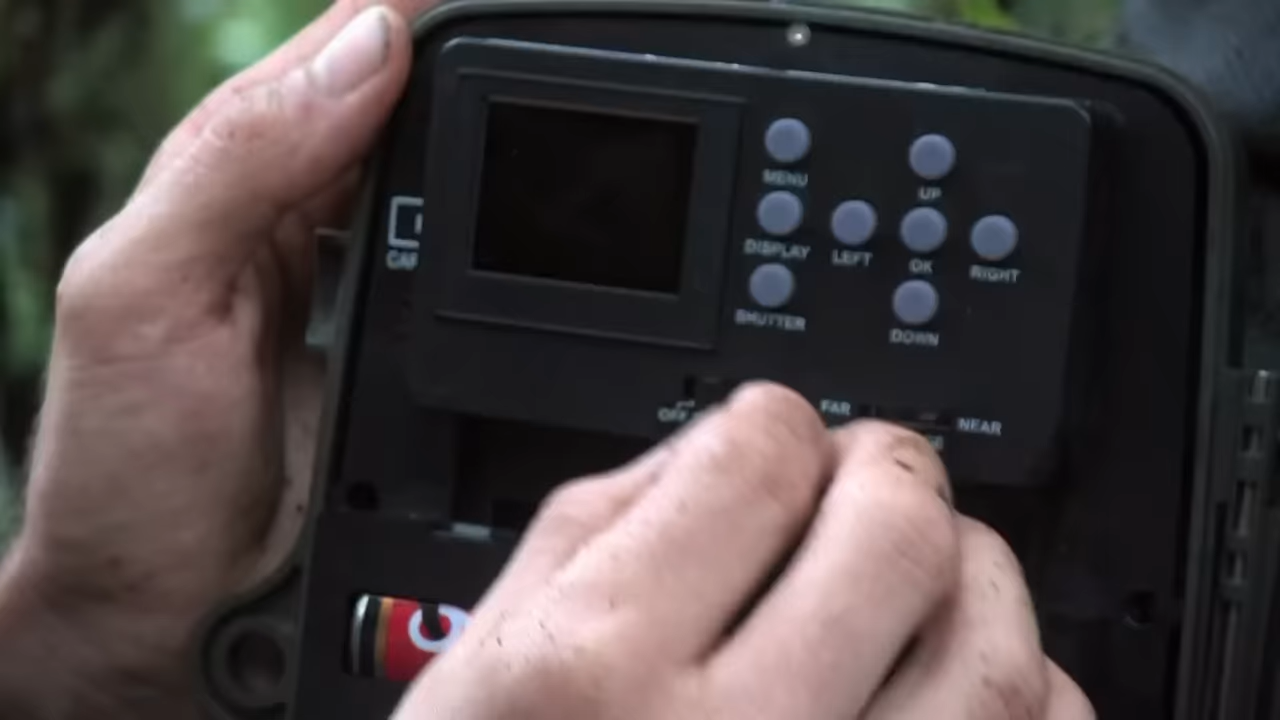 MENU
UP
DISPLAY
LEFT
OK
RIGHT
SHUTTER
DOWN
FAR
NEAR